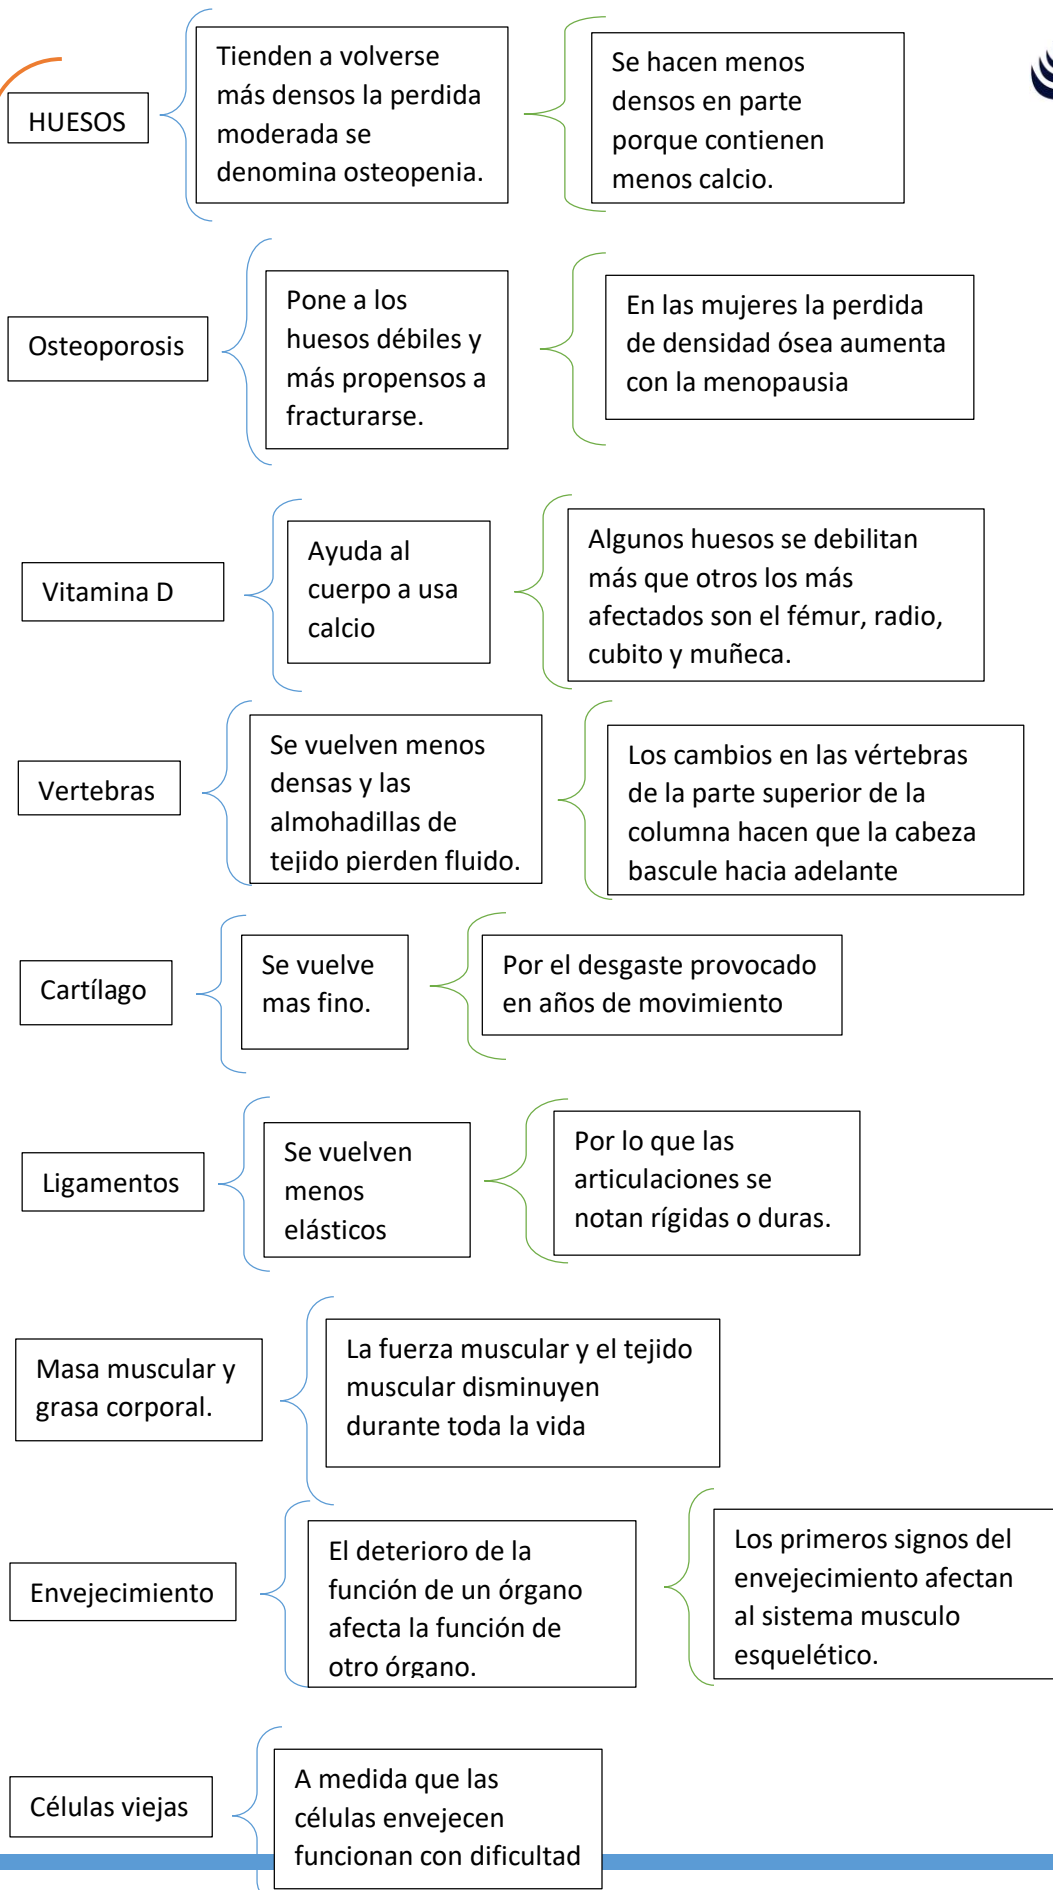 HUESOS
Tienden a volverse
más densos la perdida
moderada se
denomina osteopenia.
Se hacen menos
densos en parte
porque contienen
menos calcio.
Osteoporosis
Pone a los
huesos débiles y
más propensos a
fracturarse.
En las mujeres la perdida
de densidad ósea aumenta
con la menopausia
Vitamina D
Ayuda al
cuerpo a usa
calcio
Algunos huesos se debilitan
más que otros los más
afectados son el fémur, radio,
cubito y muñeca.
Vertebras
Se vuelven menos
densas y las
almohadillas de
tejido pierden fluido.
Los cambios en las vértebras
de la parte superior de la
columna hacen que la cabeza
bascule hacia adelante
Cartílago
Se vuelve
mas fino.
Por el desgaste provocado
en años de movimiento
Ligamentos
Se vuelven
menos
elásticos
Por lo que las
articulaciones se
notan rígidas o duras.
Masa muscular y
grasa corporal.
La fuerza muscular y el tejido
muscular disminuyen
durante toda la vida
Envejecimiento
El deterioro de la
función de un órgano
afecta la función de
otro órgano.
Los primeros signos del
envejecimiento afectan
al sistema musculo
esquelético.
Células viejas
A medida que las
células envejecen
funcionan con dificultad